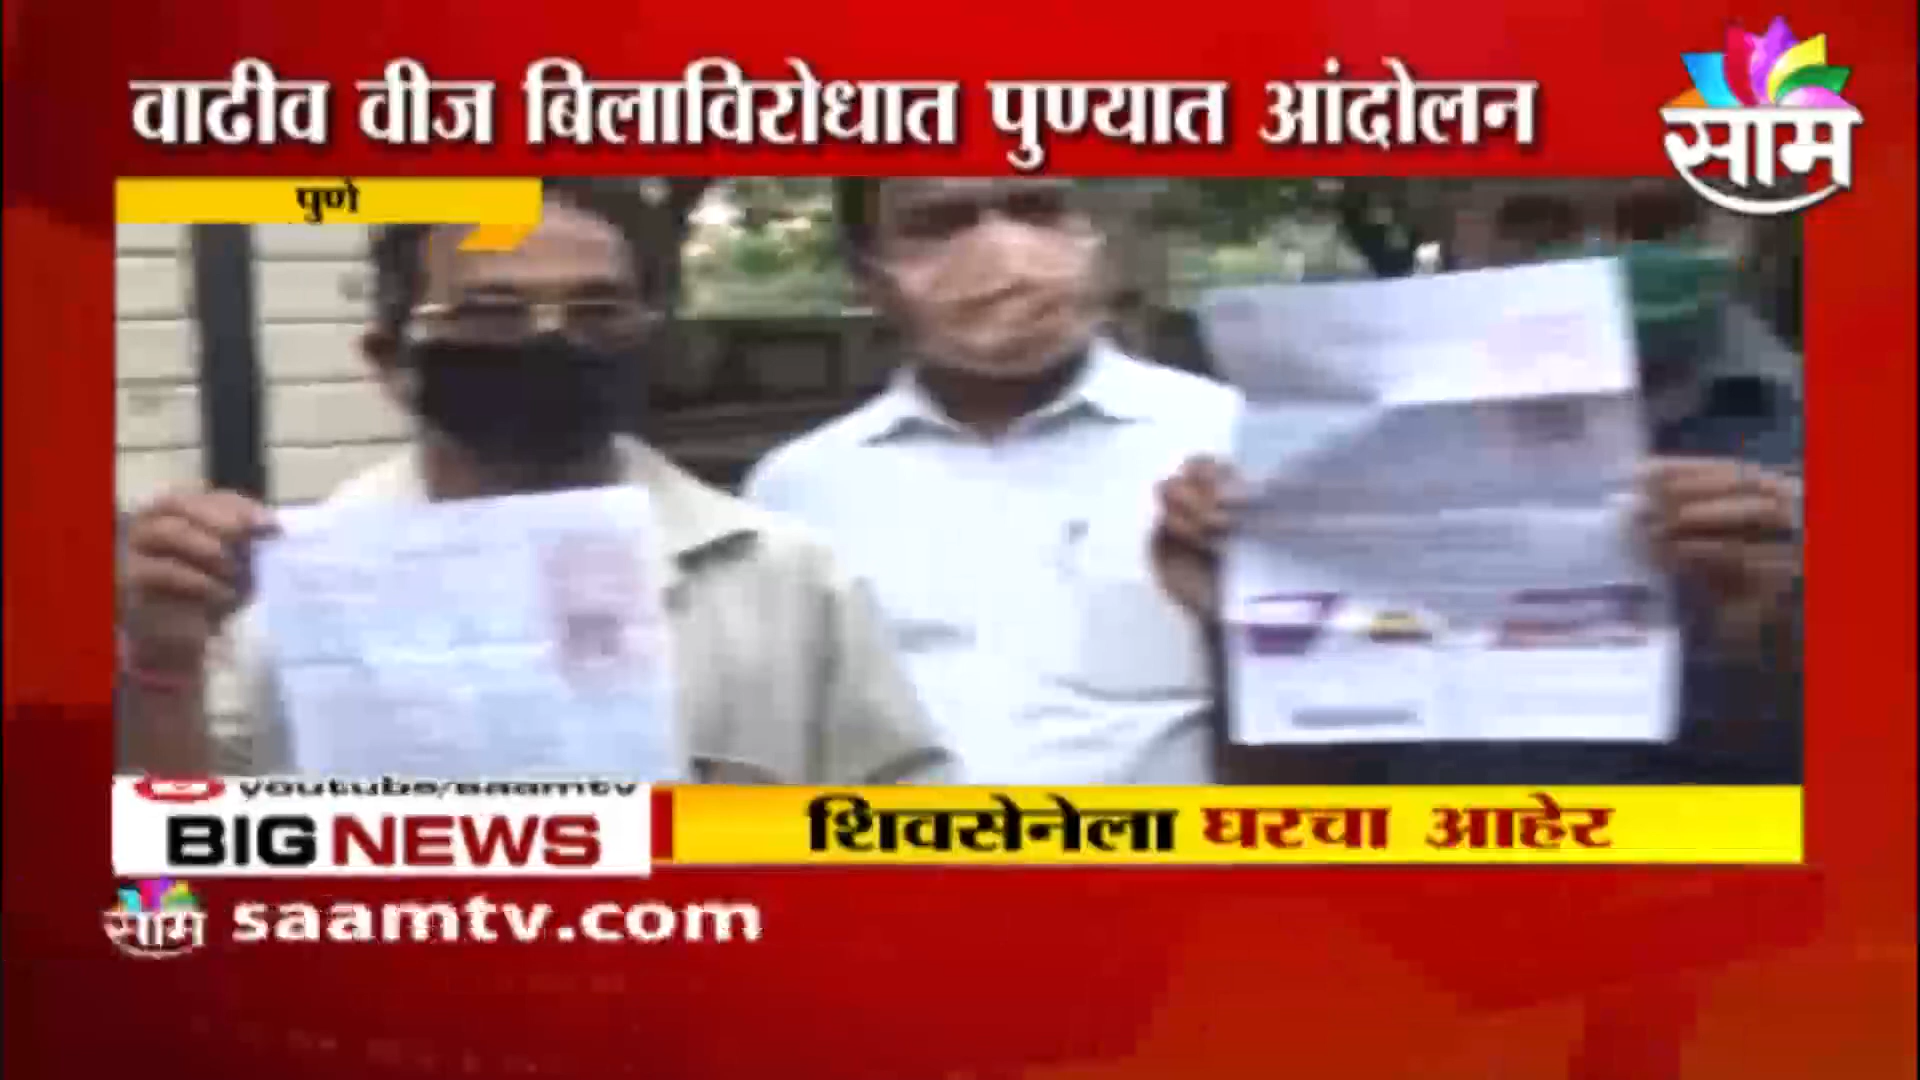 वाढीव वीज बिलाविरोधात पुण्यात आंदोलन
साम
पुणे
youtube/saamtv
BIG NEWS
शिवसेनेला घरचा आहेर
साम saamtv.com